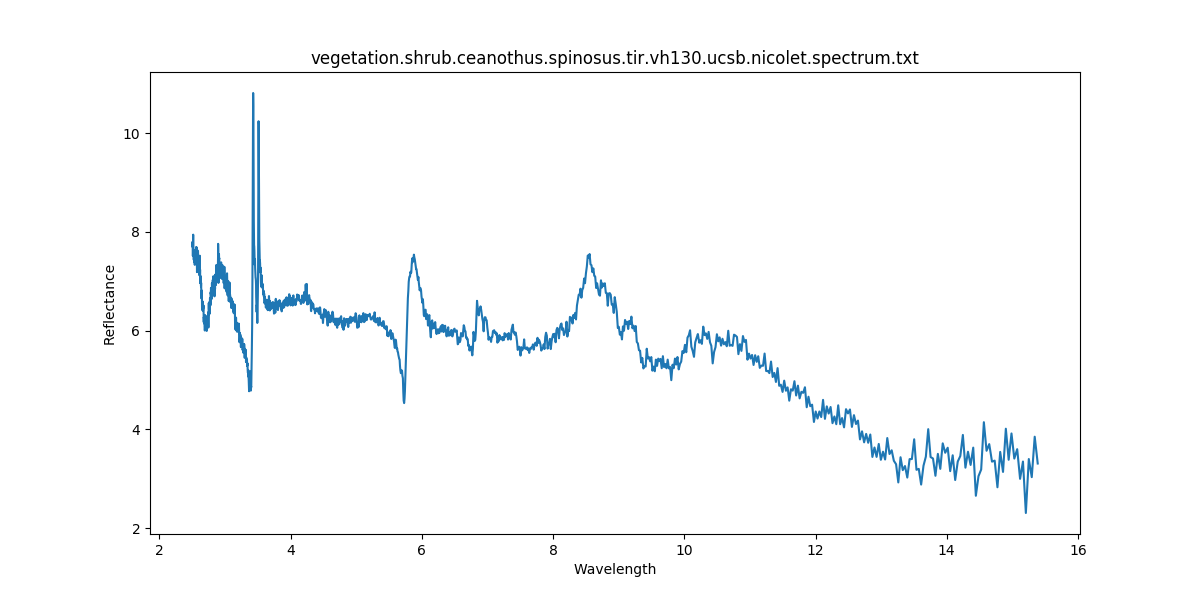 vegetation.shrub.ceanothus.spinosus.tir.vh130.ucsb.nicolet.spectrum.txt
10
8
6
4
2
Reflectance
2 4 6 8 10 12 14 16
Wavelength